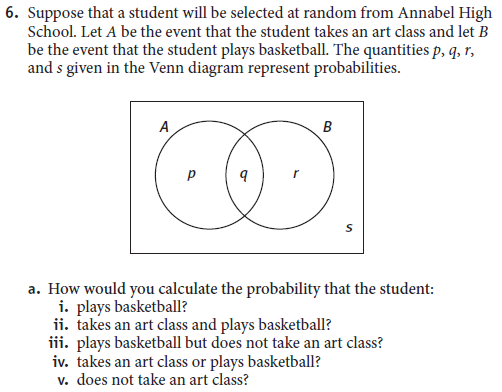 6. Suppose that a student will be selected at random from Annabel High
School. Let A be the event that the student takes an art class and let B
be the event that the student plays basketball. The quantities p, q, r,
and s given in the Venn diagram represent probabilities.
A B
p q r
s
a. How would you calculate the probability that the student:
i. plays basketball?
ii. takes an art class and plays basketball?
iii. plays basketball but does not take an art class?
iv. takes an art class or plays basketball?
v. does not take an art class?